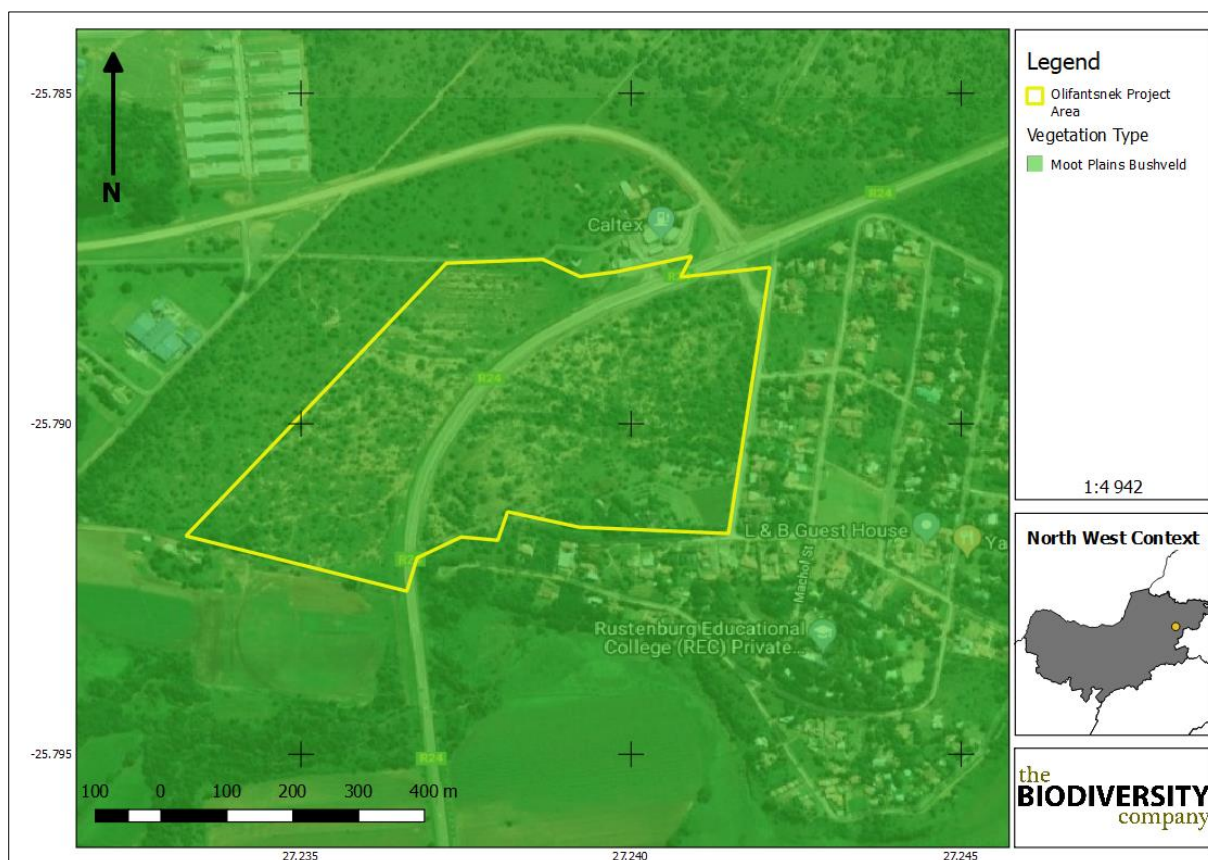 -25.785
-25.790
-25.795
27.235
27.240
27.245
N
R24
Caltex
R24
R24
L & B Guest House
Ya
Machol St
Rustenburg Educational
College (REC) Private...
R24
100 0 100 200 300 400 m
Legend
Olifantsnek Project
Area
Vegetation Type
Moot Plains Bushveld
1:4 942
North West Context
the
BIODIVERSITY
company